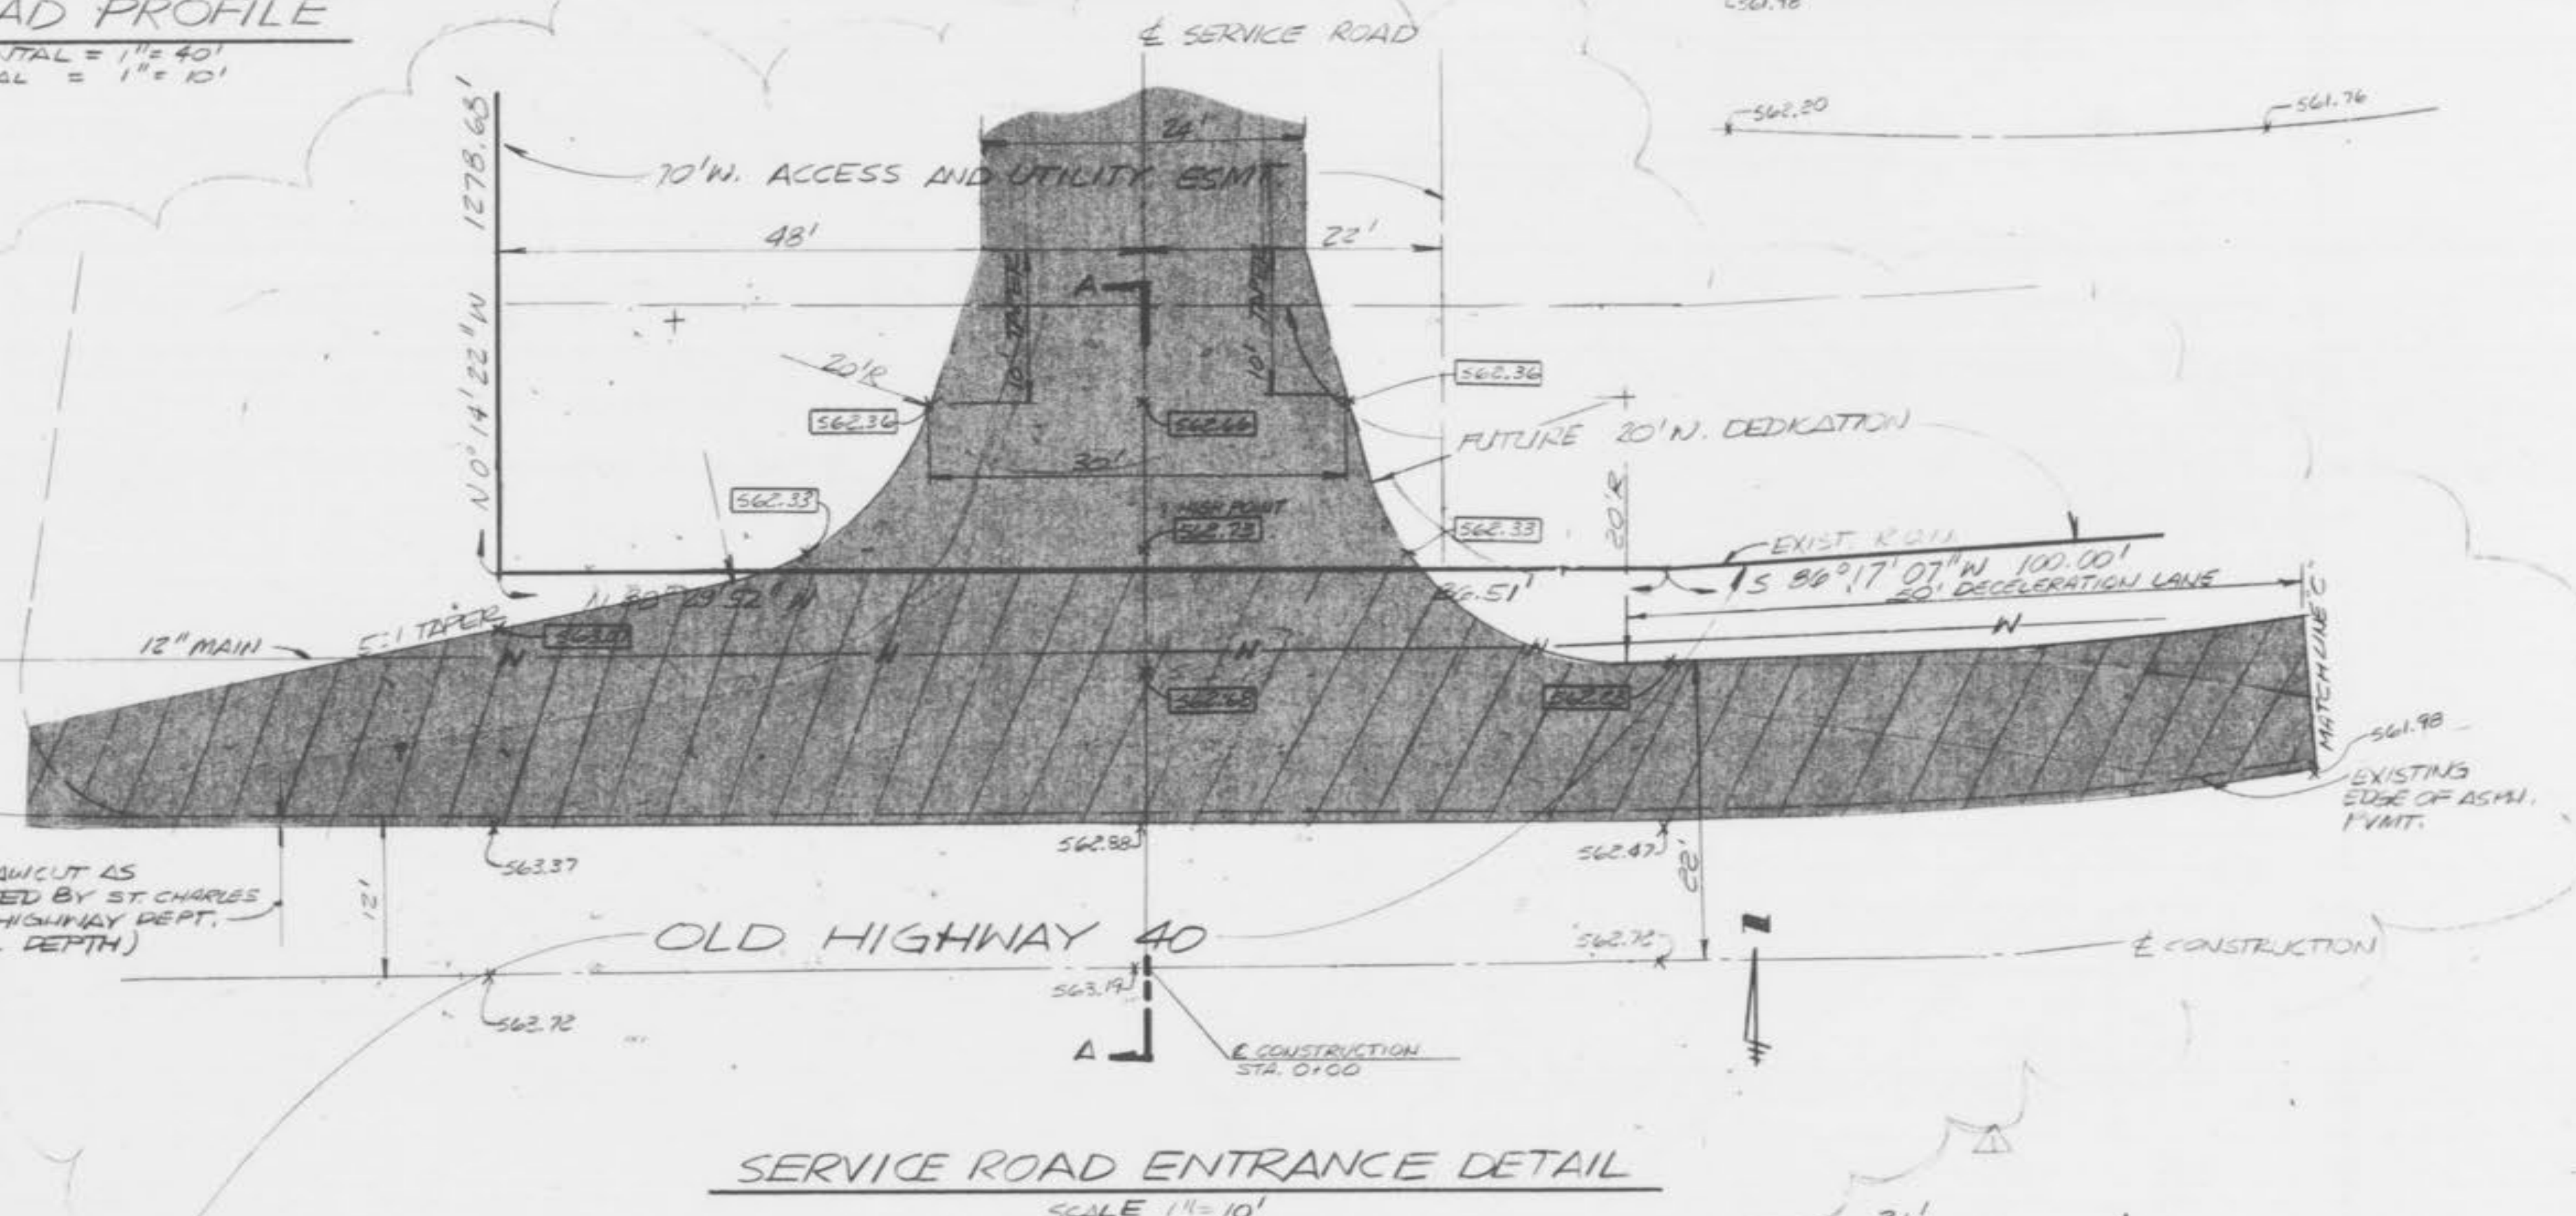 AD PROFILE
NTAL = 1"= 40'
AL = 1"= 10'
℄ SERVICE ROAD
561.98
562.20
561.76
N 0° 14' 22" W 1278.63'
24'
70'W. ACCESS AND UTILITY ESMT.
48'
22'
10' TAPER
10' TAPER
A
20'R
562.36
562.36
562.66
FUTURE 20'W. DEDICATION
30'
562.33
HIGH POINT
562.73
562.33
20'R
EXIST. R.O.W.
S 86° 17' 07" W 100.00'
50' DECELERATION LANE
86.51'
5:1 TAPER
12" MAIN
W
W
W
W
W
562.65
MATCHLINE "C"
561.98
EXISTING
EDGE OF ASPH.
PVMT.
563.37
562.88
562.47
22'
12'
AWCUT AS
ED BY ST. CHARLES
HIGHWAY DEPT.
DEPTH)
OLD HIGHWAY 40
562.72
℄ CONSTRUCTION
563.19
563.72
A
℄ CONSTRUCTION
STA. 0+00
SERVICE ROAD ENTRANCE DETAIL
SCALE 1"= 10'